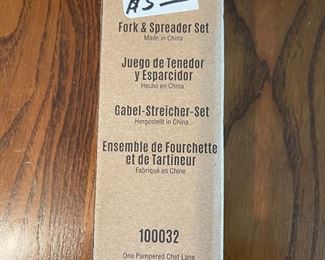 Fork & Spreader Set
Made in China
Juego de Tenedor
y Esparcidor
Hecho en China
Gabel-Streicher-Set
Hergestellt in China
Ensemble de Fourchette
et de Tartineur
Fabriqué en Chine
100032
One Pampered Chef Lane